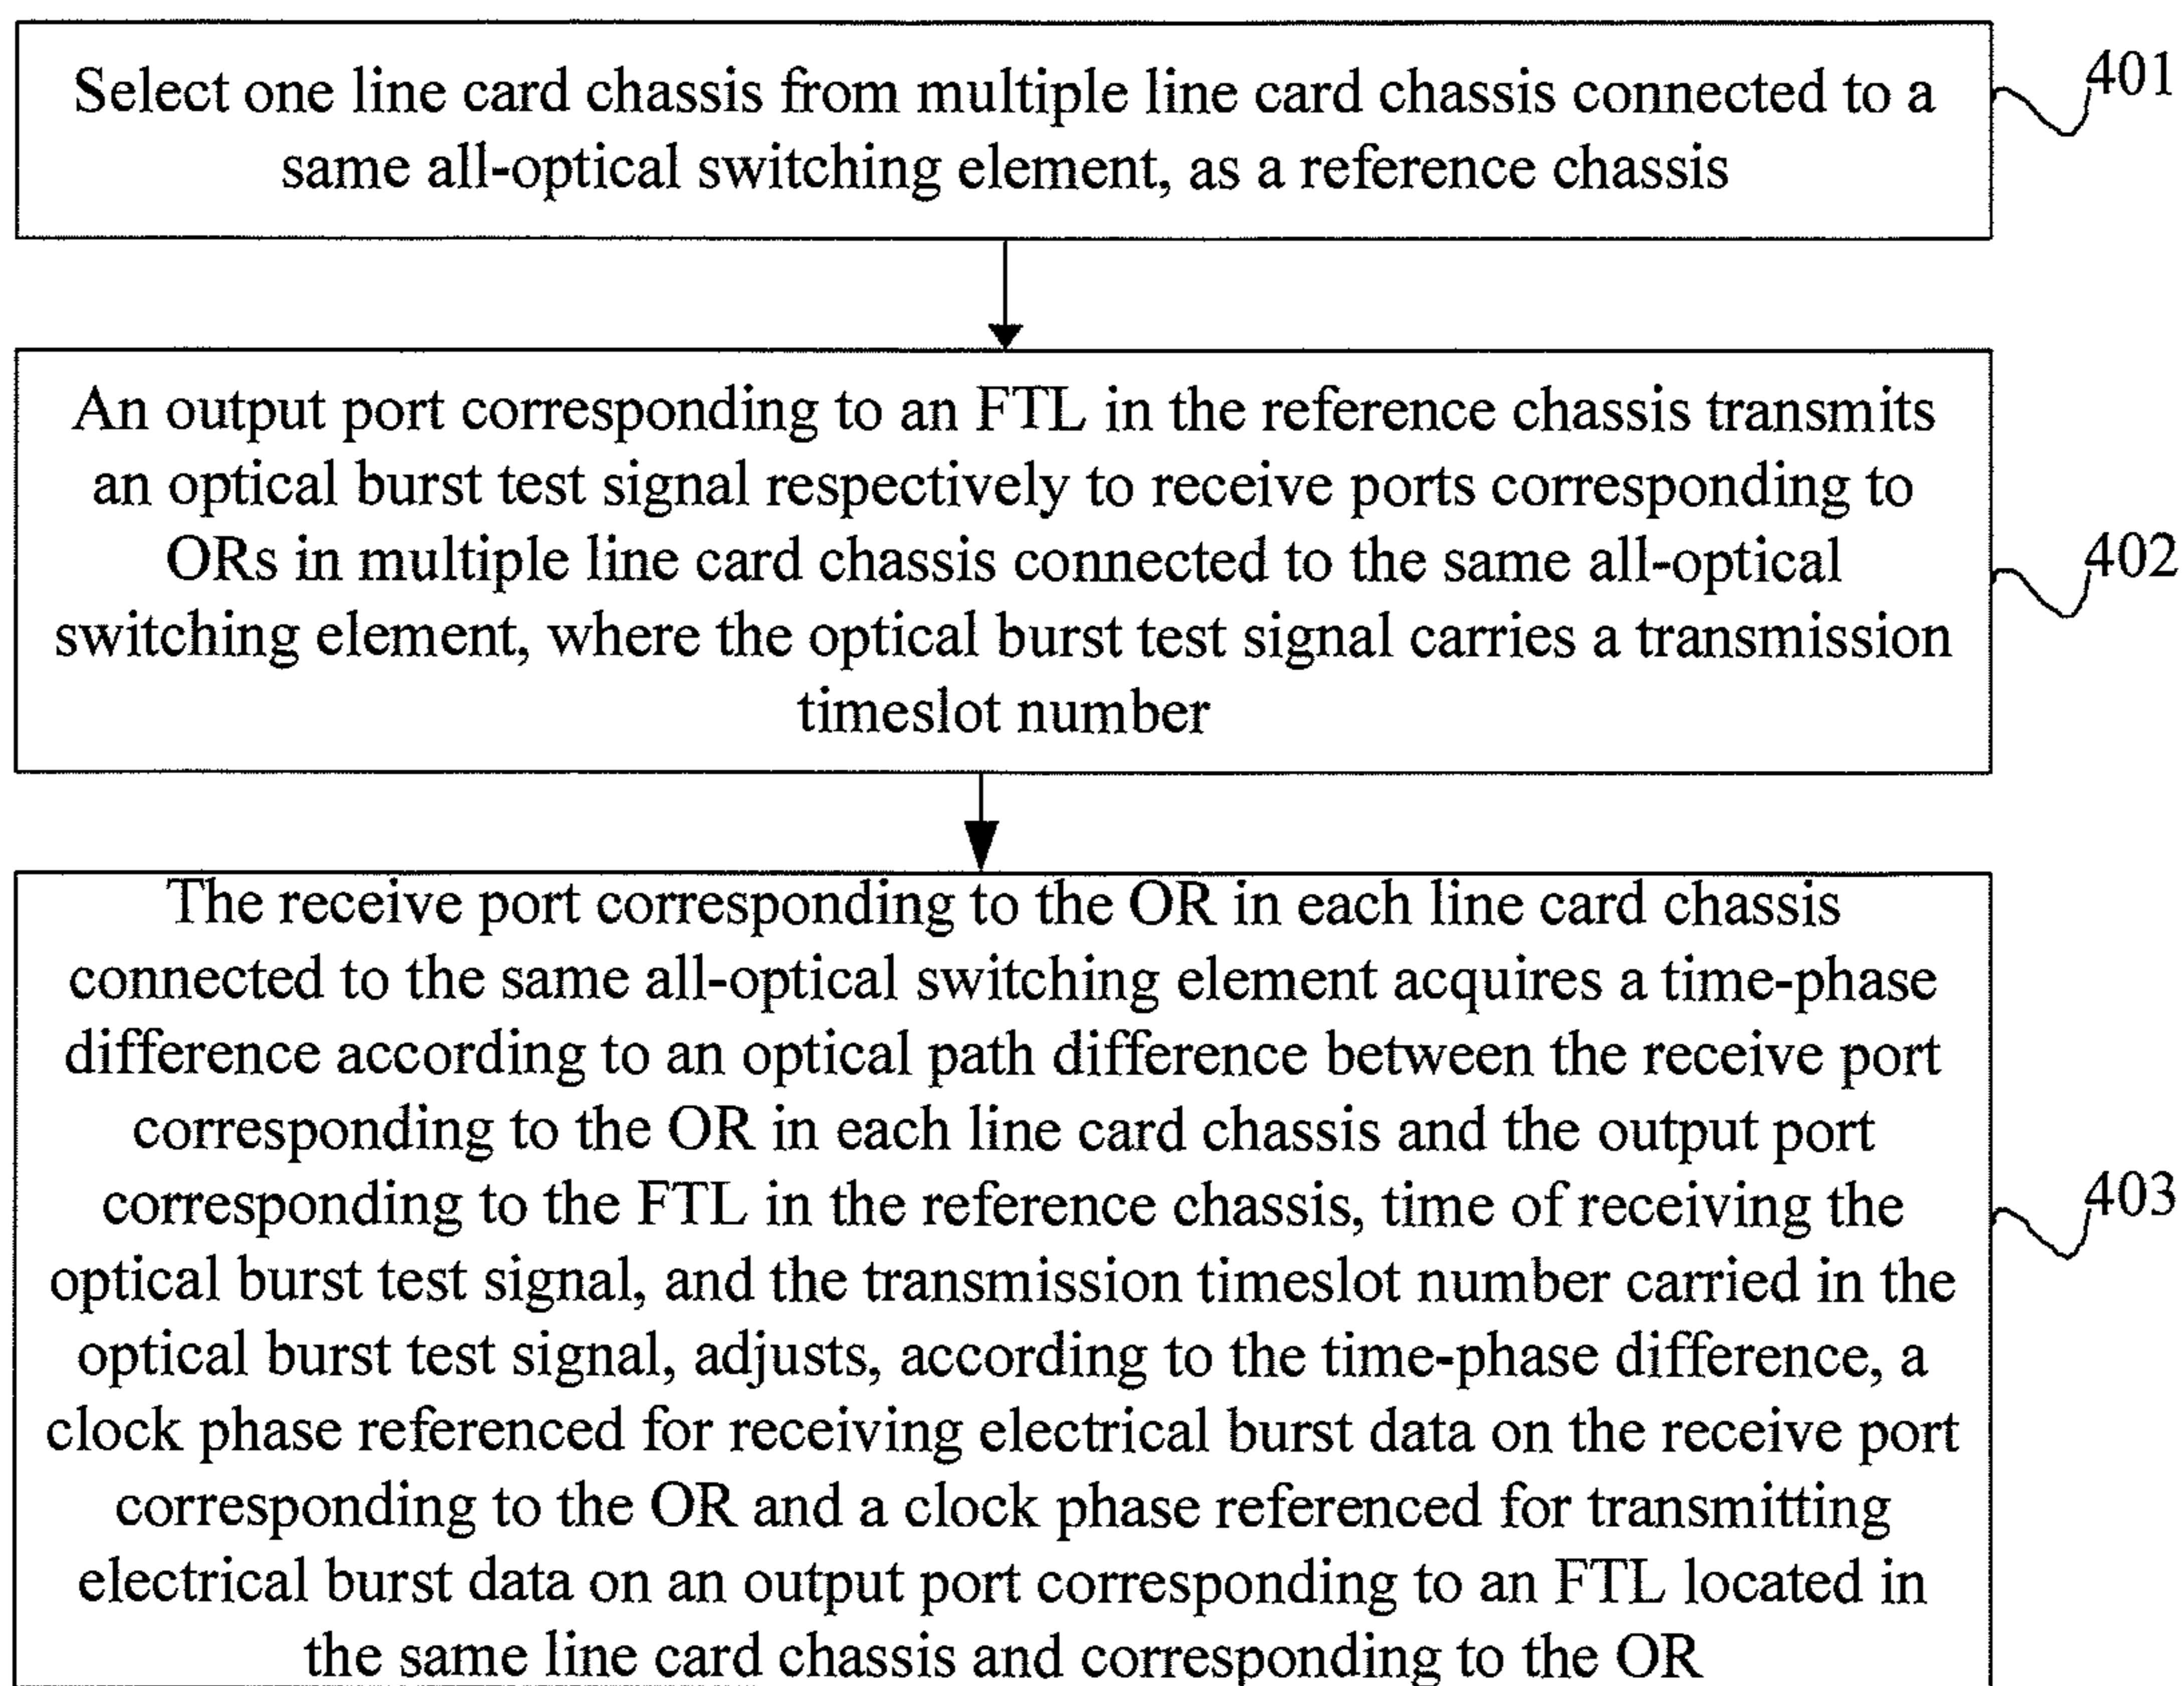 Select one line card chassis from multiple line card chassis connected to a
same all-optical switching element, as a reference chassis
401
An output port corresponding to an FTL in the reference chassis transmits
an optical burst test signal respectively to receive ports corresponding to
ORs in multiple line card chassis connected to the same all-optical
switching element, where the optical burst test signal carries a transmission
timeslot number
402
The receive port corresponding to the OR in each line card chassis
connected to the same all-optical switching element acquires a time-phase
difference according to an optical path difference between the receive port
corresponding to the OR in each line card chassis and the output port
corresponding to the FTL in the reference chassis, time of receiving the
optical burst test signal, and the transmission timeslot number carried in the
optical burst test signal, adjusts, according to the time-phase difference, a
clock phase referenced for receiving electrical burst data on the receive port
corresponding to the OR and a clock phase referenced for transmitting
electrical burst data on an output port corresponding to an FTL located in
the same line card chassis and corresponding to the OR
403